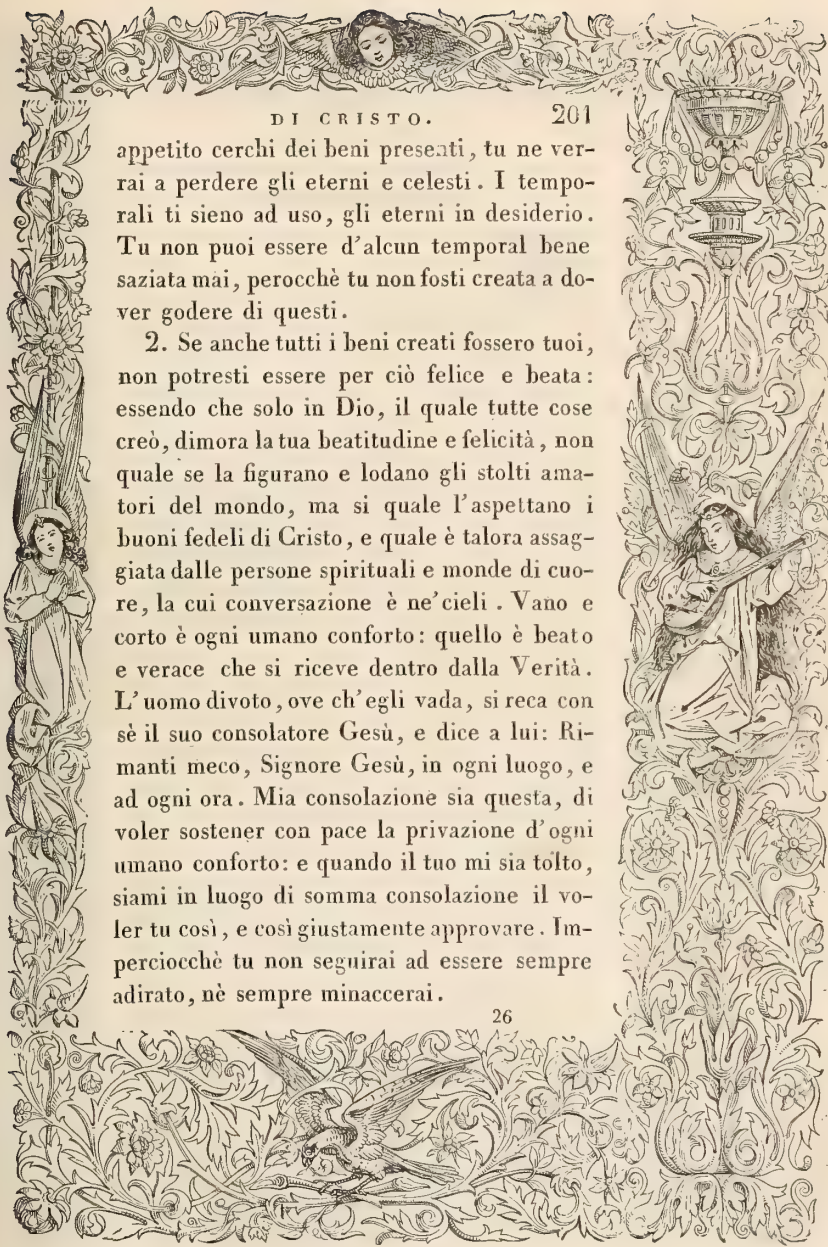 DI CRISTO. 201
appetito cerchi dei beni presenti, tu ne ver-
rai a perdere gli eterni e celesti. I tempo-
rali ti sieno ad uso, gli eterni in desiderio.
Tu non puoi essere d'alcun temporal bene
saziata mai, perocchè tu non fosti creata a do-
ver godere di questi.
2. Se anche tutti i beni creati fossero tuoi,
non potresti essere per ciò felice e beata:
essendo che solo in Dio, il quale tutte cose
creò, dimora la tua beatitudine e felicità, non
quale se la figurano e lodano gli stolti ama-
tori del mondo, ma si quale l'aspettano i
buoni fedeli di Cristo, e quale è talora assag-
giata dalle persone spirituali e monde di cuo-
re, la cui conversazione è ne' cieli. Vano e
corto è ogni umano conforto: quello è beato
e verace che si riceve dentro dalla Verità.
L'uomo divoto, ove ch'egli vada, si reca con
sè il suo consolatore Gesù, e dice a lui: Ri-
manti meco, Signore Gesù, in ogni luogo, e
ad ogni ora. Mia consolazione sia questa, di
voler sostener con pace la privazione d'ogni
umano conforto: e quando il tuo mi sia tolto,
siami in luogo di somma consolazione il vo-
ler tu così, e così giustamente approvare. Im-
perciocchè tu non seguirai ad essere sempre
adirato, nè sempre minaccerai.
26